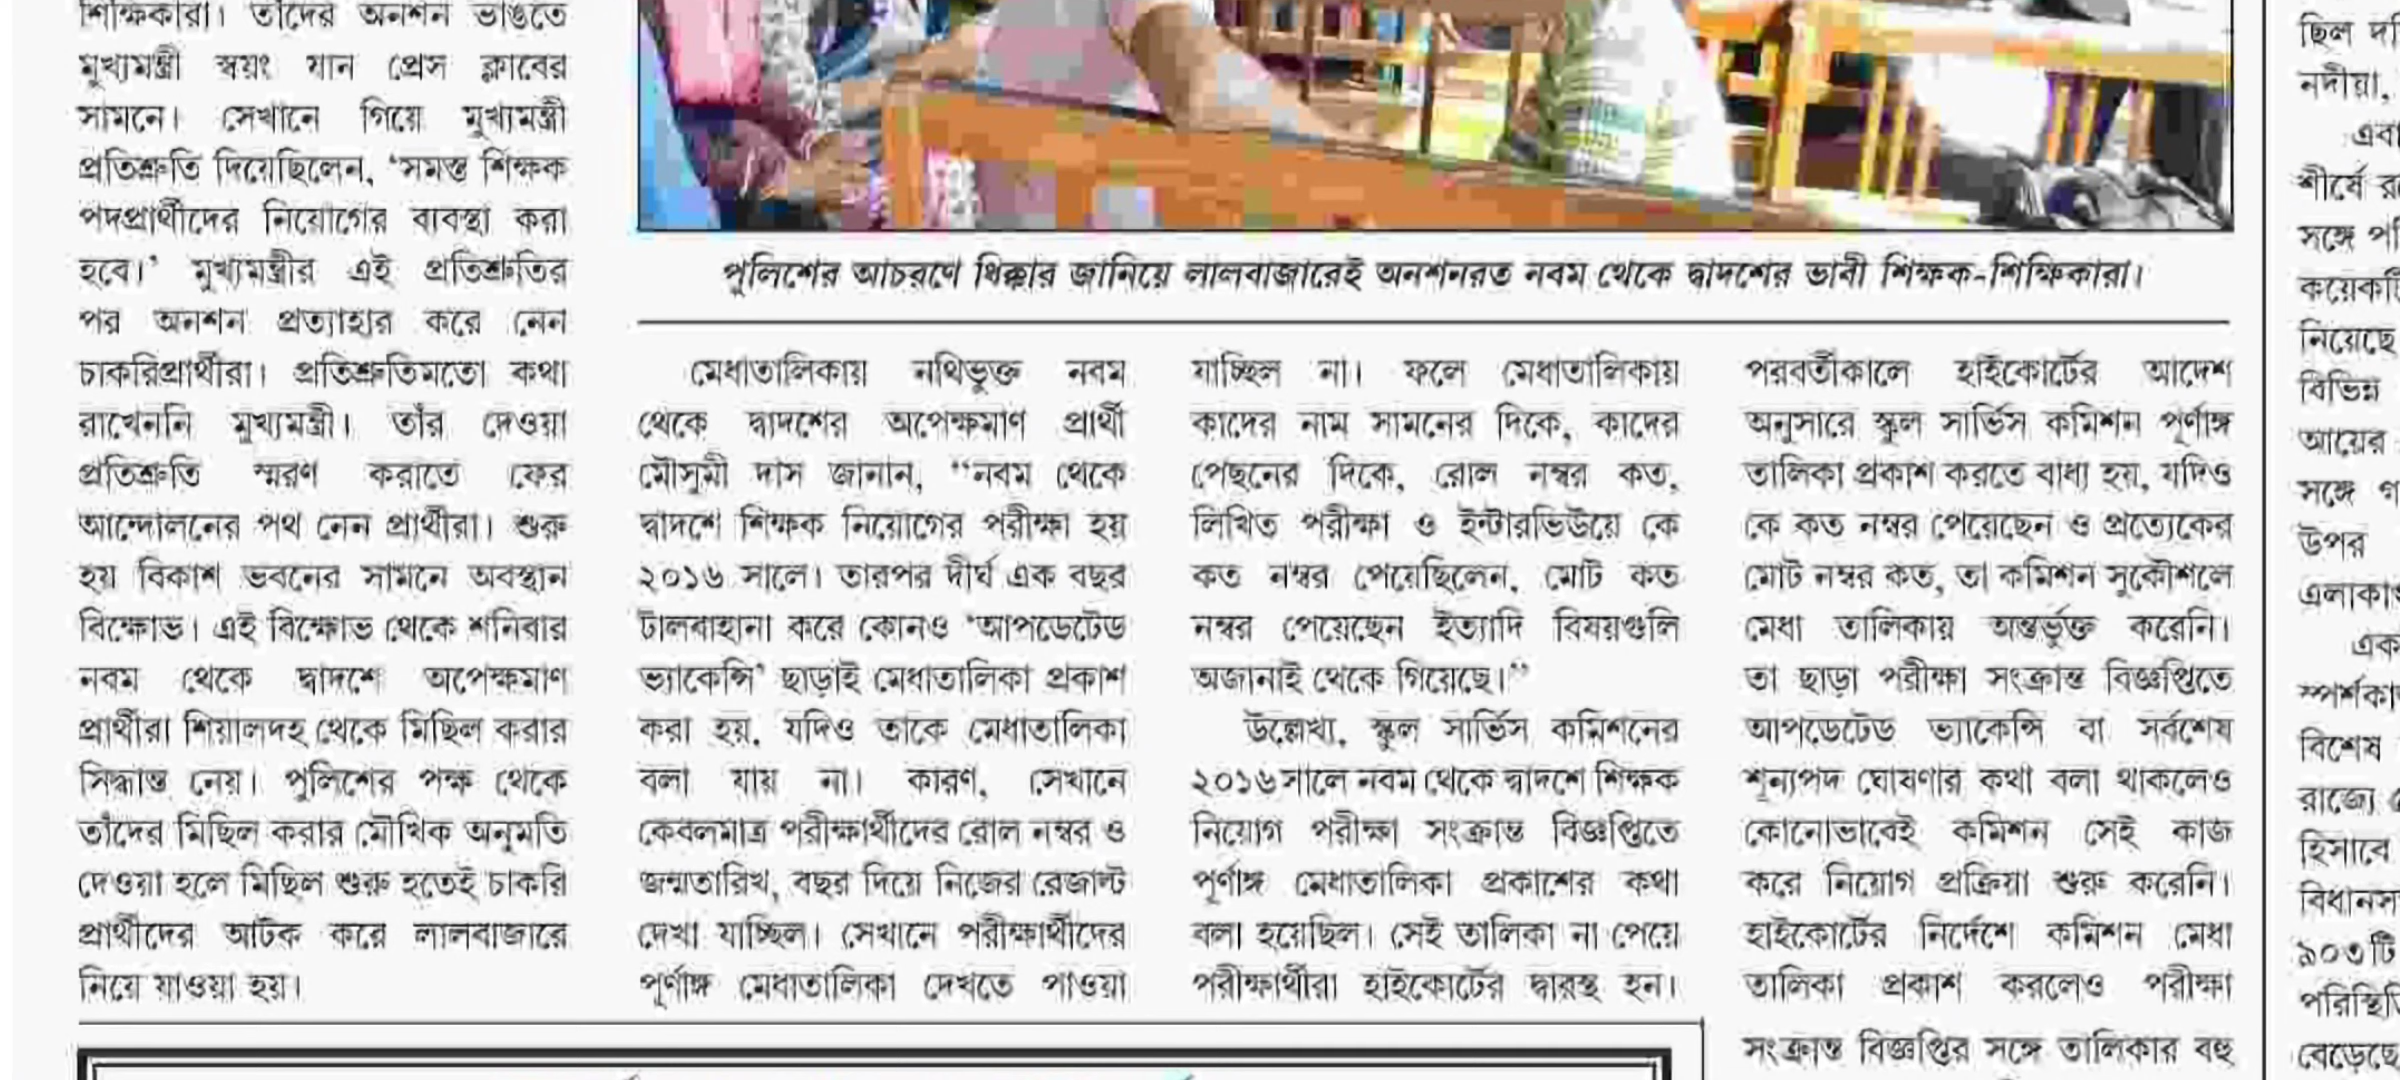 শিক্ষিকারা। তাঁদের অনশন ভাঙতে
মুখ্যমন্ত্রী স্বয়ং যান প্রেস ক্লাবের
সামনে। সেখানে গিয়ে মুখ্যমন্ত্রী
প্রতিশ্রুতি দিয়েছিলেন, ‘সমস্ত শিক্ষক
পদপ্রার্থীদের নিয়োগের ব্যবস্থা করা
হবে।’ মুখ্যমন্ত্রীর এই প্রতিশ্রুতির
পর অনশন প্রত্যাহার করে নেন
চাকরিপ্রার্থীরা। প্রতিশ্রুতিমতো কথা
রাখেননি মুখ্যমন্ত্রী। তাঁর দেওয়া
প্রতিশ্রুতি স্মরণ করাতে ফের
আন্দোলনের পথ নেন প্রার্থীরা। শুরু
হয় বিকাশ ভবনের সামনে অবস্থান
বিক্ষোভ। এই বিক্ষোভ থেকে শনিবার
নবম থেকে দ্বাদশে অপেক্ষমাণ
প্রার্থীরা শিয়ালদহ থেকে মিছিল করার
সিদ্ধান্ত নেয়। পুলিশের পক্ষ থেকে
তাঁদের মিছিল করার মৌখিক অনুমতি
দেওয়া হলে মিছিল শুরু হতেই চাকরি
প্রার্থীদের আটক করে লালবাজারে
নিয়ে যাওয়া হয়।
পুলিশের আচরণে ধিক্কার জানিয়ে লালবাজারেই অনশনরত নবম থেকে দ্বাদশের ভাবী শিক্ষক-শিক্ষিকারা।
মেধাতালিকায় নথিভুক্ত নবম
থেকে দ্বাদশের অপেক্ষমাণ প্রার্থী
মৌসুমী দাস জানান, “নবম থেকে
দ্বাদশে শিক্ষক নিয়োগের পরীক্ষা হয়
২০১৬ সালে। তারপর দীর্ঘ এক বছর
টালবাহানা করে কোনও ‘আপডেটেড
ভ্যাকেন্সি’ ছাড়াই মেধাতালিকা প্রকাশ
করা হয়, যদিও তাকে মেধাতালিকা
বলা যায় না। কারণ, সেখানে
কেবলমাত্র পরীক্ষার্থীদের রোল নম্বর ও
জন্মতারিখ, বছর দিয়ে নিজের রেজাল্ট
দেখা যাচ্ছিল। সেখানে পরীক্ষার্থীদের
পূর্ণাঙ্গ মেধাতালিকা দেখতে পাওয়া
যাচ্ছিল না। ফলে মেধাতালিকায়
কাদের নাম সামনের দিকে, কাদের
পেছনের দিকে, রোল নম্বর কত,
লিখিত পরীক্ষা ও ইন্টারভিউয়ে কে
কত নম্বর পেয়েছিলেন, মোট কত
নম্বর পেয়েছেন ইত্যাদি বিষয়গুলি
অজানাই থেকে গিয়েছে।”
উল্লেখ্য, স্কুল সার্ভিস কমিশনের
২০১৬ সালে নবম থেকে দ্বাদশে শিক্ষক
নিয়োগ পরীক্ষা সংক্রান্ত বিজ্ঞপ্তিতে
পূর্ণাঙ্গ মেধাতালিকা প্রকাশের কথা
বলা হয়েছিল। সেই তালিকা না পেয়ে
পরীক্ষার্থীরা হাইকোর্টের দ্বারস্থ হন।
পরবর্তীকালে হাইকোর্টের আদেশ
অনুসারে স্কুল সার্ভিস কমিশন পূর্ণাঙ্গ
তালিকা প্রকাশ করতে বাধ্য হয়, যদিও
কে কত নম্বর পেয়েছেন ও প্রত্যেকের
মোট নম্বর কত, তা কমিশন সুকৌশলে
মেধা তালিকায় অন্তর্ভুক্ত করেনি।
তা ছাড়া পরীক্ষা সংক্রান্ত বিজ্ঞপ্তিতে
আপডেটেড ভ্যাকেন্সি বা সর্বশেষ
শূন্যপদ ঘোষণার কথা বলা থাকলেও
কোনোভাবেই কমিশন সেই কাজ
করে নিয়োগ প্রক্রিয়া শুরু করেনি।
হাইকোর্টের নির্দেশে কমিশন মেধা
তালিকা প্রকাশ করলেও পরীক্ষা
সংক্রান্ত বিজ্ঞপ্তির সঙ্গে তালিকার বহু
ছিল
নদীয়া,
শীর্ষে
সঙ্গে
নিয়েছে
বিভিন্ন
আয়ের
সঙ্গে
উপর
বিশেষ
রাজ্যে
হিসাবে
৯০৩টি
বেড়েছে